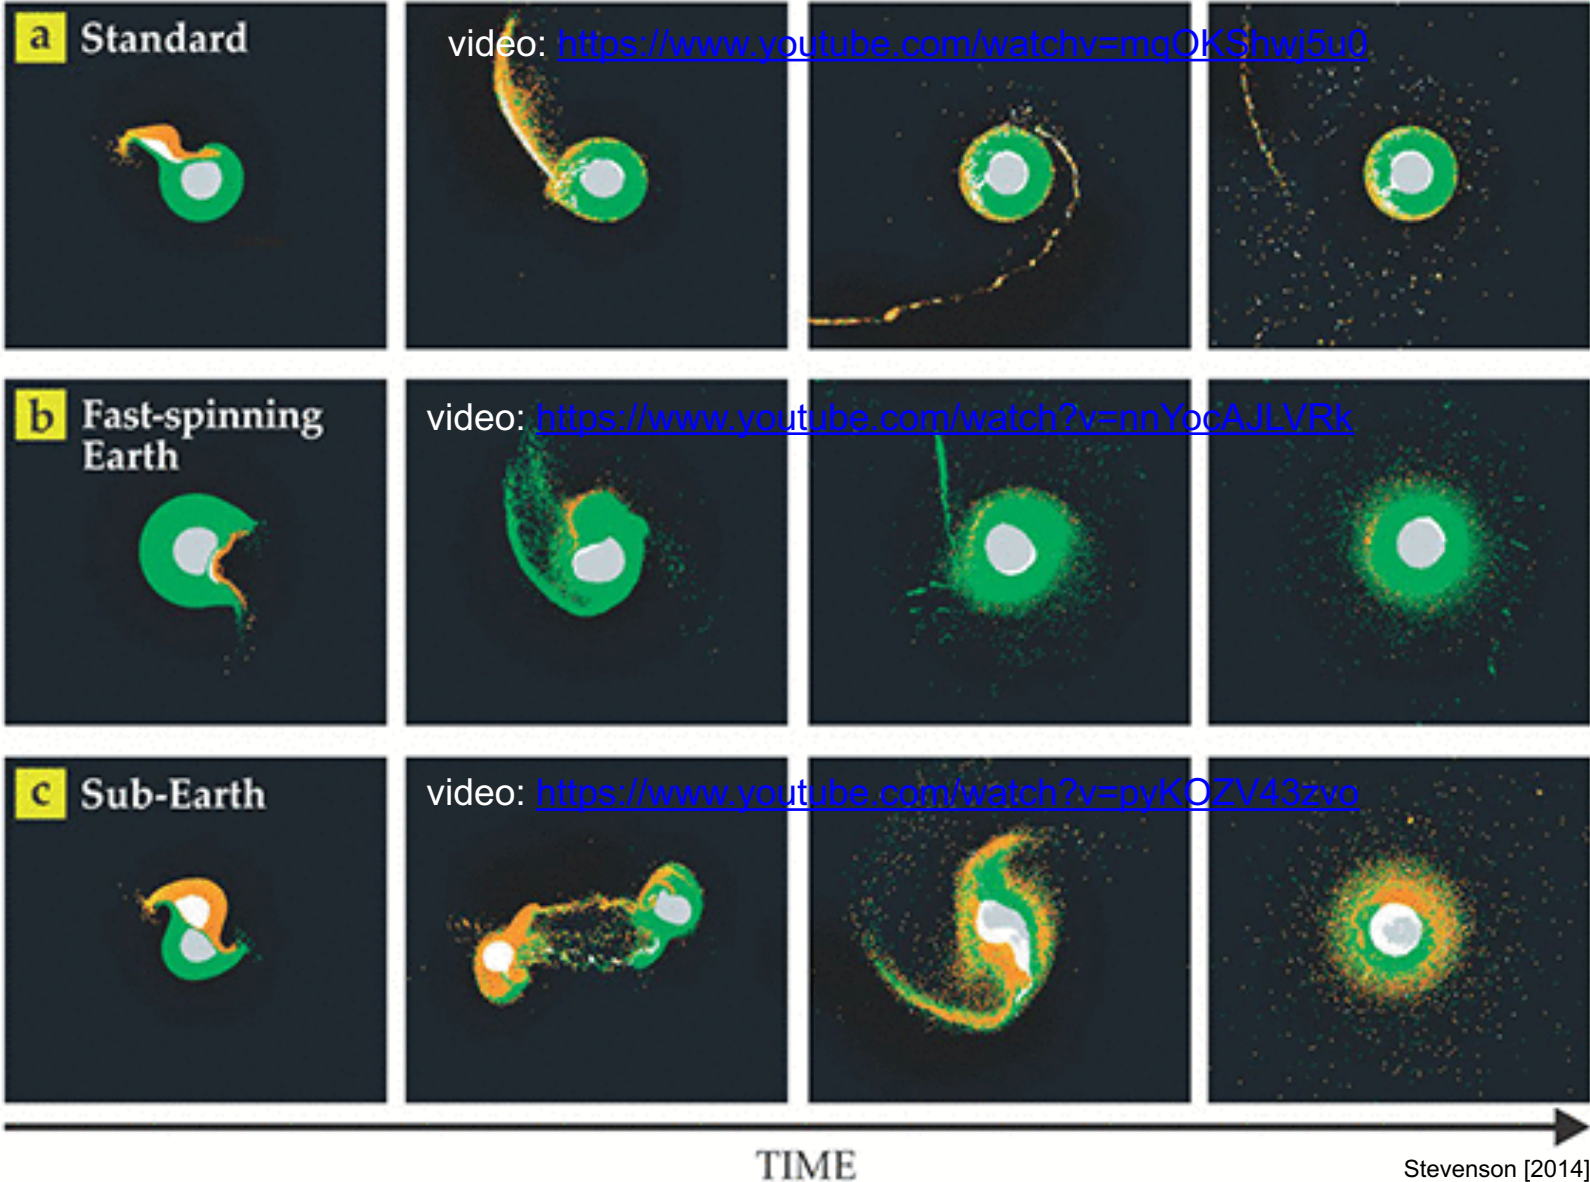 a Standard
video: https://www.youtube.com/watchv=mqOKShwj5u0
b Fast-spinning
Earth
video: https://www.youtube.com/watch?v=nnYocAJLVRk
c Sub-Earth
video: https://www.youtube.com/watch?v=pyKOZV43zvo
TIME
Stevenson [2014]